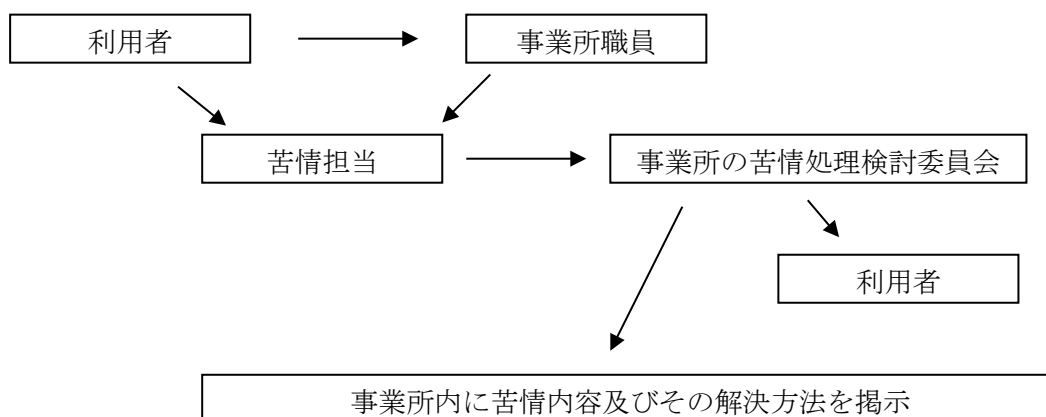 利用者
事業所職員
苦情担当
事業所の苦情処理検討委員会
利用者
事業所内に苦情内容及びその解決方法を掲示